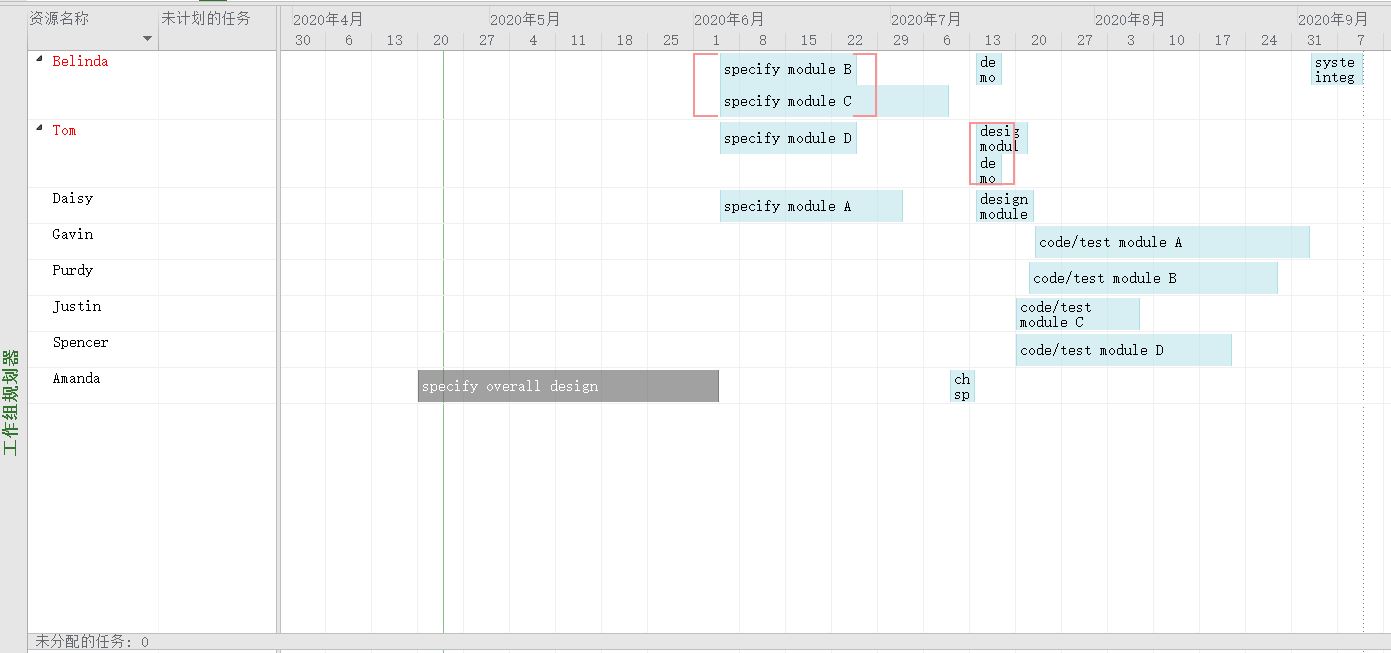 资源名称 未计划的任务 2020年4月 2020年5月 2020年6月 2020年7月 2020年8月 2020年9月
30 6 13 20 27 4 11 18 25 1 8 15 22 29 6 13 20 27 3 10 17 24 31 7
Belinda
specify module B
specify module C
de
mo
syste
integ
Tom
specify module D
desig
modul
de
mo
Daisy
specify module A
design
module
Gavin
code/test module A
Purdy
code/test module B
Justin
code/test
module C
Spencer
code/test module D
Amanda
specify overall design
ch
sp
工作组规划器
未分配的任务: 0